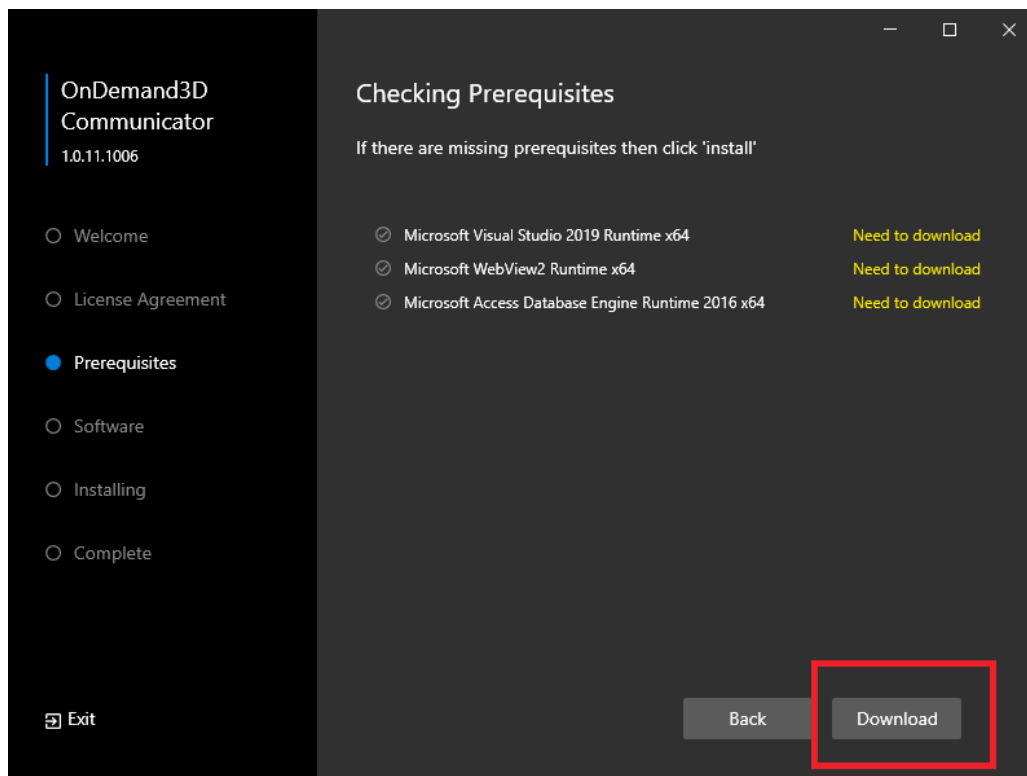 OnDemand3D
Communicator
1.0.11.1006
Welcome
License Agreement
Prerequisites
Software
Installing
Complete
Exit
Checking Prerequisites
If there are missing prerequisites then click 'install'
Microsoft Visual Studio 2019 Runtime x64 Need to download
Microsoft WebView2 Runtime x64 Need to download
Microsoft Access Database Engine Runtime 2016 x64 Need to download
Back Download